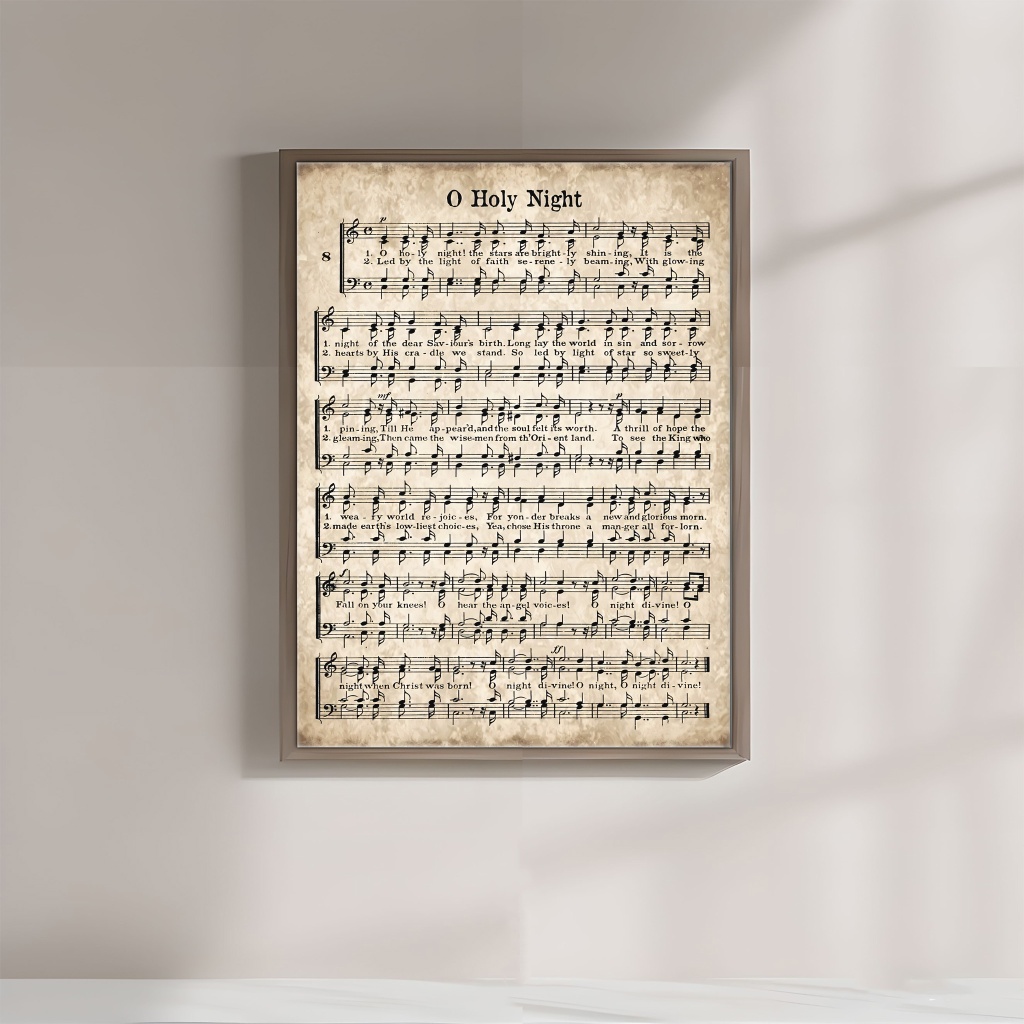 O Holy Night
p
8
1. O ho-ly night! the stars are bright-ly shin-ing, It is the
2. Led by the light of faith se-rene-ly beam-ing, With glow-ing
1. night of the dear Sav-iour's birth. Long lay the world in sin and sor-row
2. hearts by His cra-dle we stand. So led by light of star so sweet-ly
mf p
1. pin-ing, Till He ap-pear'd, and the soul felt its worth. A thrill of hope the
2. gleam-ing, Then came the wise-men from th'Ori-ent land. To see the King who
1. wea-ry world re-joic-es, For yon-der breaks a new and glorious morn.
2. made earth's low-liest choic-es, Yea, chose His throne a man-ger all for-lorn.
Fall on your knees! O hear the an-gel voic-es! O night di-vine! O
ff
night when Christ was born! O night di-vine! O night, O night di-vine!